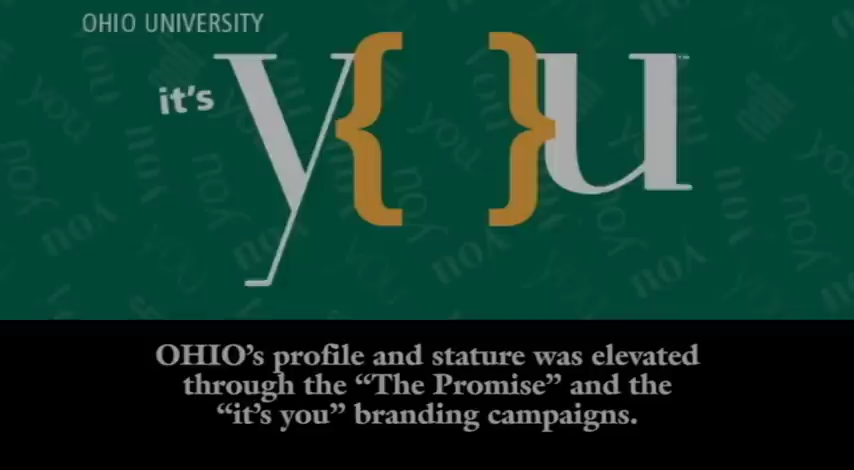 OHIO UNIVERSITY
it's
y{ }u™
OHIO's profile and stature was elevated
through the “The Promise” and the
“it's you” branding campaigns.